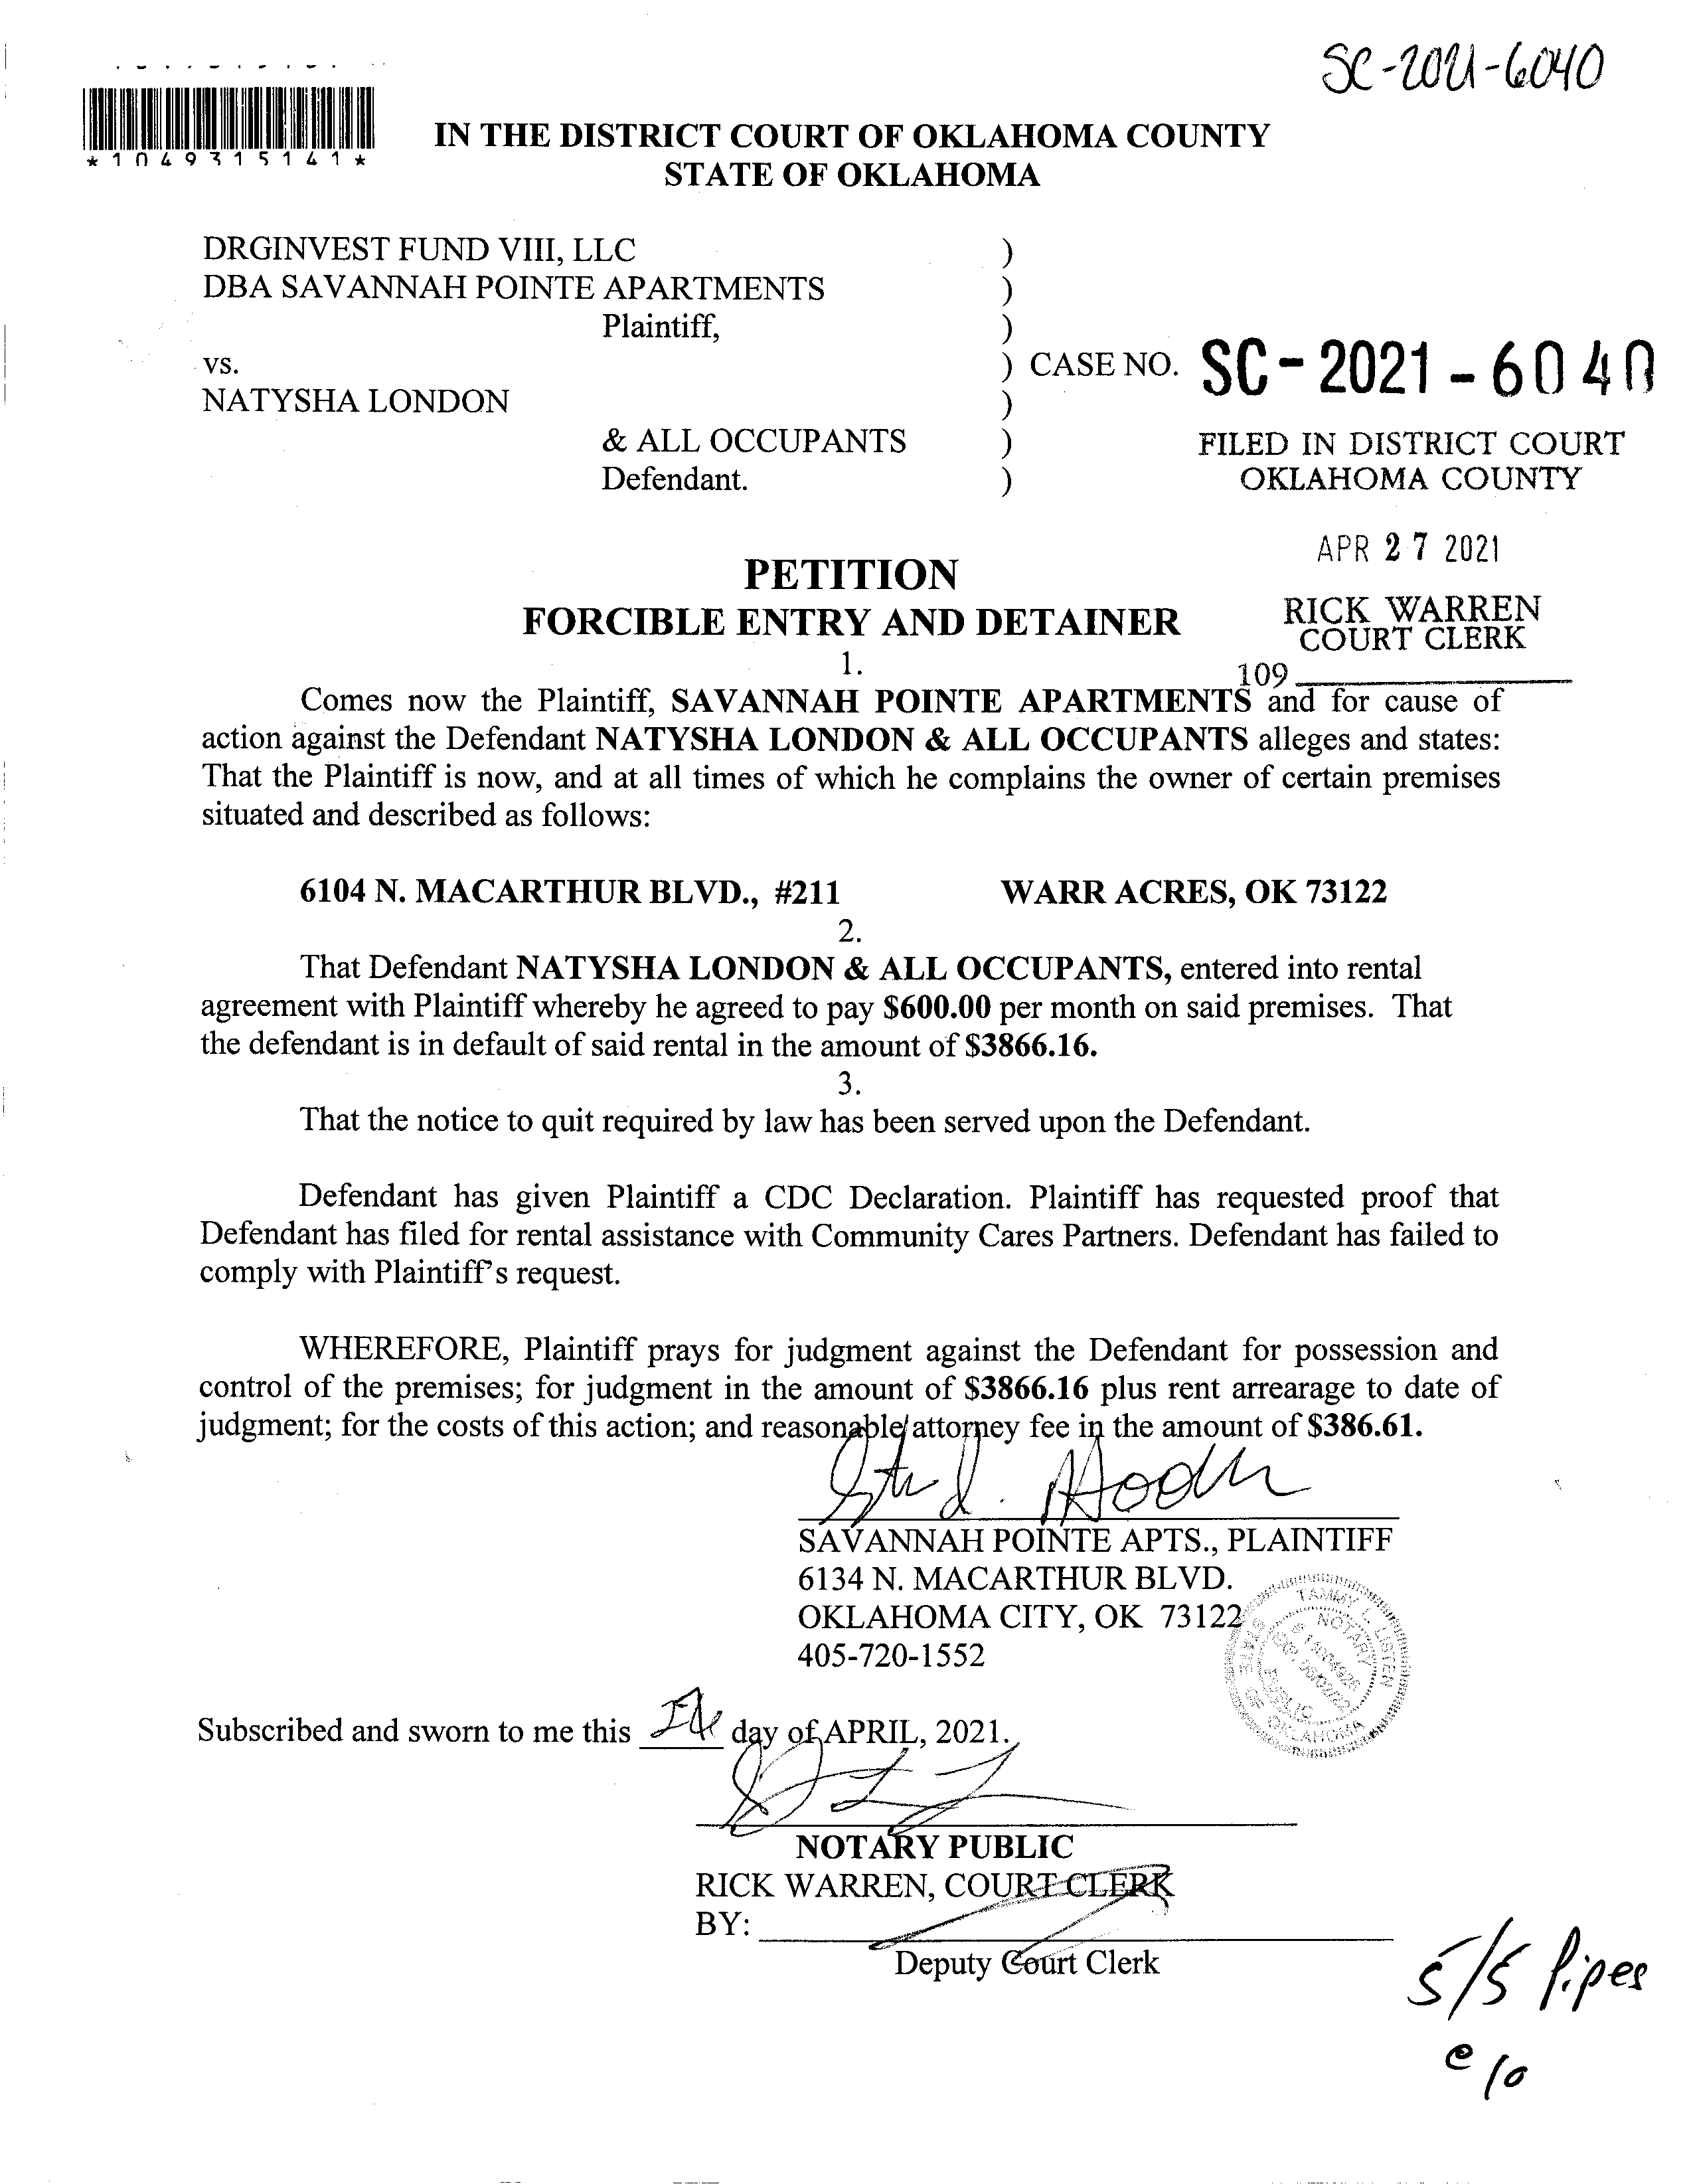 SC-2021-6040
*1049315141*
IN THE DISTRICT COURT OF OKLAHOMA COUNTY
STATE OF OKLAHOMA
DRGINVEST FUND VIII, LLC )
DBA SAVANNAH POINTE APARTMENTS )
Plaintiff, )
vs. ) CASE NO. SC-2021-6040
NATYSHA LONDON )
& ALL OCCUPANTS )
Defendant. )
FILED IN DISTRICT COURT
OKLAHOMA COUNTY
APR 27 2021
RICK WARREN
COURT CLERK
109
PETITION
FORCIBLE ENTRY AND DETAINER
1.
Comes now the Plaintiff, SAVANNAH POINTE APARTMENTS and for cause of
action against the Defendant NATYSHA LONDON & ALL OCCUPANTS alleges and states:
That the Plaintiff is now, and at all times of which he complains the owner of certain premises
situated and described as follows:
6104 N. MACARTHUR BLVD., #211 WARR ACRES, OK 73122
2.
That Defendant NATYSHA LONDON & ALL OCCUPANTS, entered into rental
agreement with Plaintiff whereby he agreed to pay $600.00 per month on said premises. That
the defendant is in default of said rental in the amount of $3866.16.
3.
That the notice to quit required by law has been served upon the Defendant.
Defendant has given Plaintiff a CDC Declaration. Plaintiff has requested proof that
Defendant has filed for rental assistance with Community Cares Partners. Defendant has failed to
comply with Plaintiff's request.
WHEREFORE, Plaintiff prays for judgment against the Defendant for possession and
control of the premises; for judgment in the amount of $3866.16 plus rent arrearage to date of
judgment; for the costs of this action; and reasonable attorney fee in the amount of $386.61.
SAVANNAH POINTE APTS., PLAINTIFF
6134 N. MACARTHUR BLVD.
OKLAHOMA CITY, OK 73122
405-720-1552
TAMMY L. LISTEN
NOTARY
PUBLIC
STATE OF OKLAHOMA
Subscribed and sworn to me this day of APRIL, 2021.
NOTARY PUBLIC
RICK WARREN, COURT CLERK
BY:
Deputy Court Clerk
5/5 Pipes
e 10